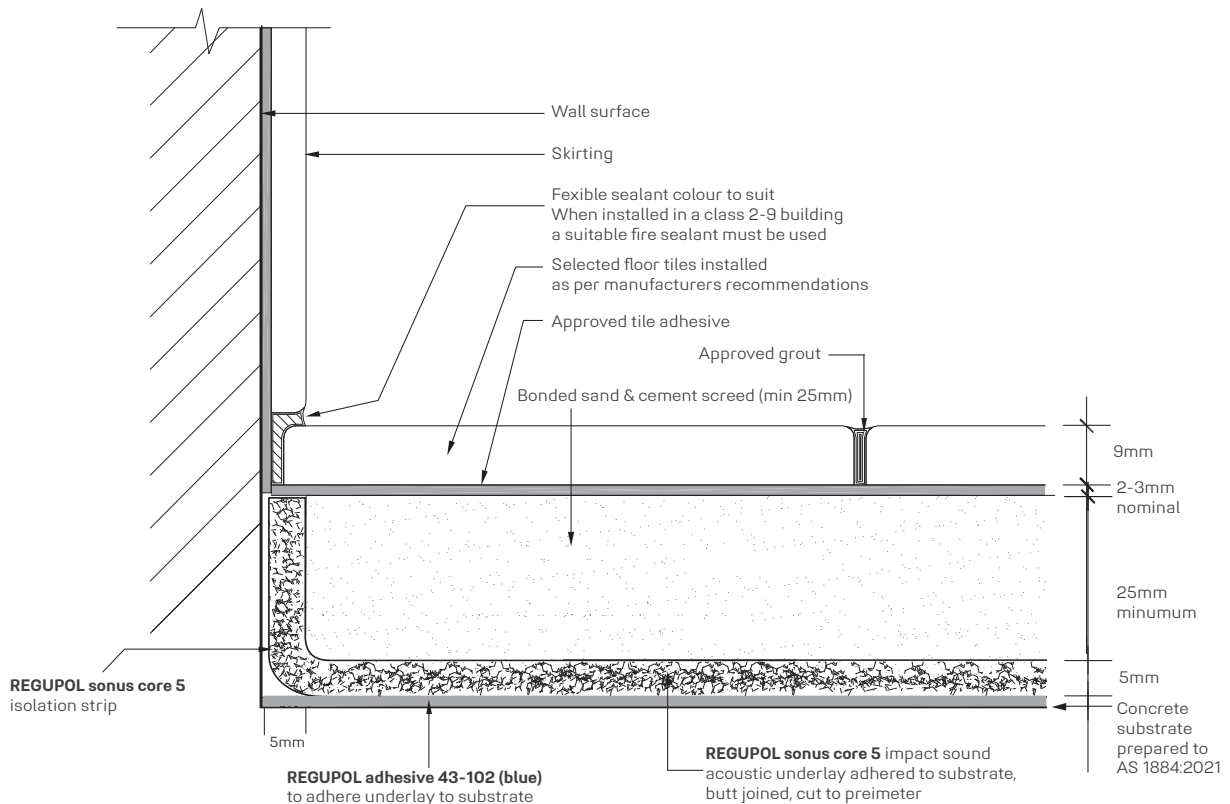 Wall surface
Skirting
Fexible sealant colour to suit
When installed in a class 2-9 building
a suitable fire sealant must be used
Selected floor tiles installed
as per manufacturers recommendations
Approved tile adhesive
Approved grout
Bonded sand & cement screed (min 25mm)
9mm
2-3mm
nominal
25mm
minumum
5mm
Concrete
substrate
prepared to
AS 1884:2021
REGUPOL sonus core 5
isolation strip
5mm
REGUPOL adhesive 43-102 (blue)
to adhere underlay to substrate
REGUPOL sonus core 5 impact sound
acoustic underlay adhered to substrate,
butt joined, cut to preimeter